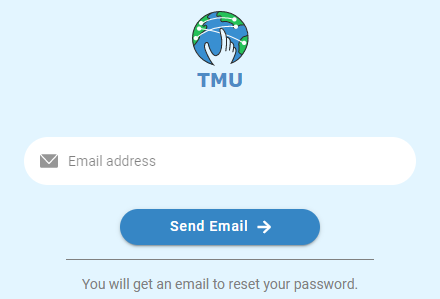 TMU
Email address
Send Email
You will get an email to reset your password.